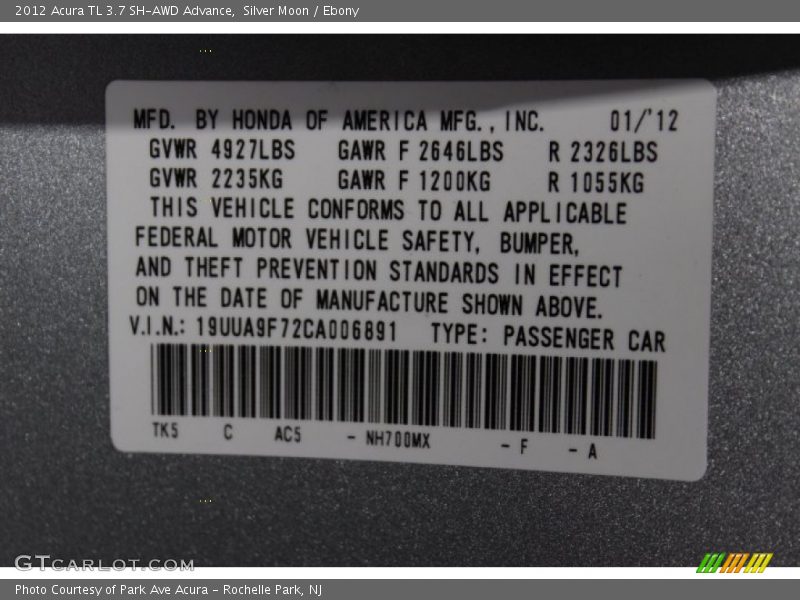 2012 Acura TL 3.7 SH-AWD Advance, Silver Moon / Ebony
MFD. BY HONDA OF AMERICA MFG., INC. 01/'12
GVWR 4927LBS GAWR F 2646LBS R 2326LBS
GVWR 2235KG GAWR F 1200KG R 1055KG
THIS VEHICLE CONFORMS TO ALL APPLICABLE
FEDERAL MOTOR VEHICLE SAFETY, BUMPER,
AND THEFT PREVENTION STANDARDS IN EFFECT
ON THE DATE OF MANUFACTURE SHOWN ABOVE.
V.I.N.: 19UUA9F72CA006891 TYPE: PASSENGER CAR
TK5 C AC5 - NH700MX - F - A
GTCARLOT.COM
Photo Courtesy of Park Ave Acura - Rochelle Park, NJ